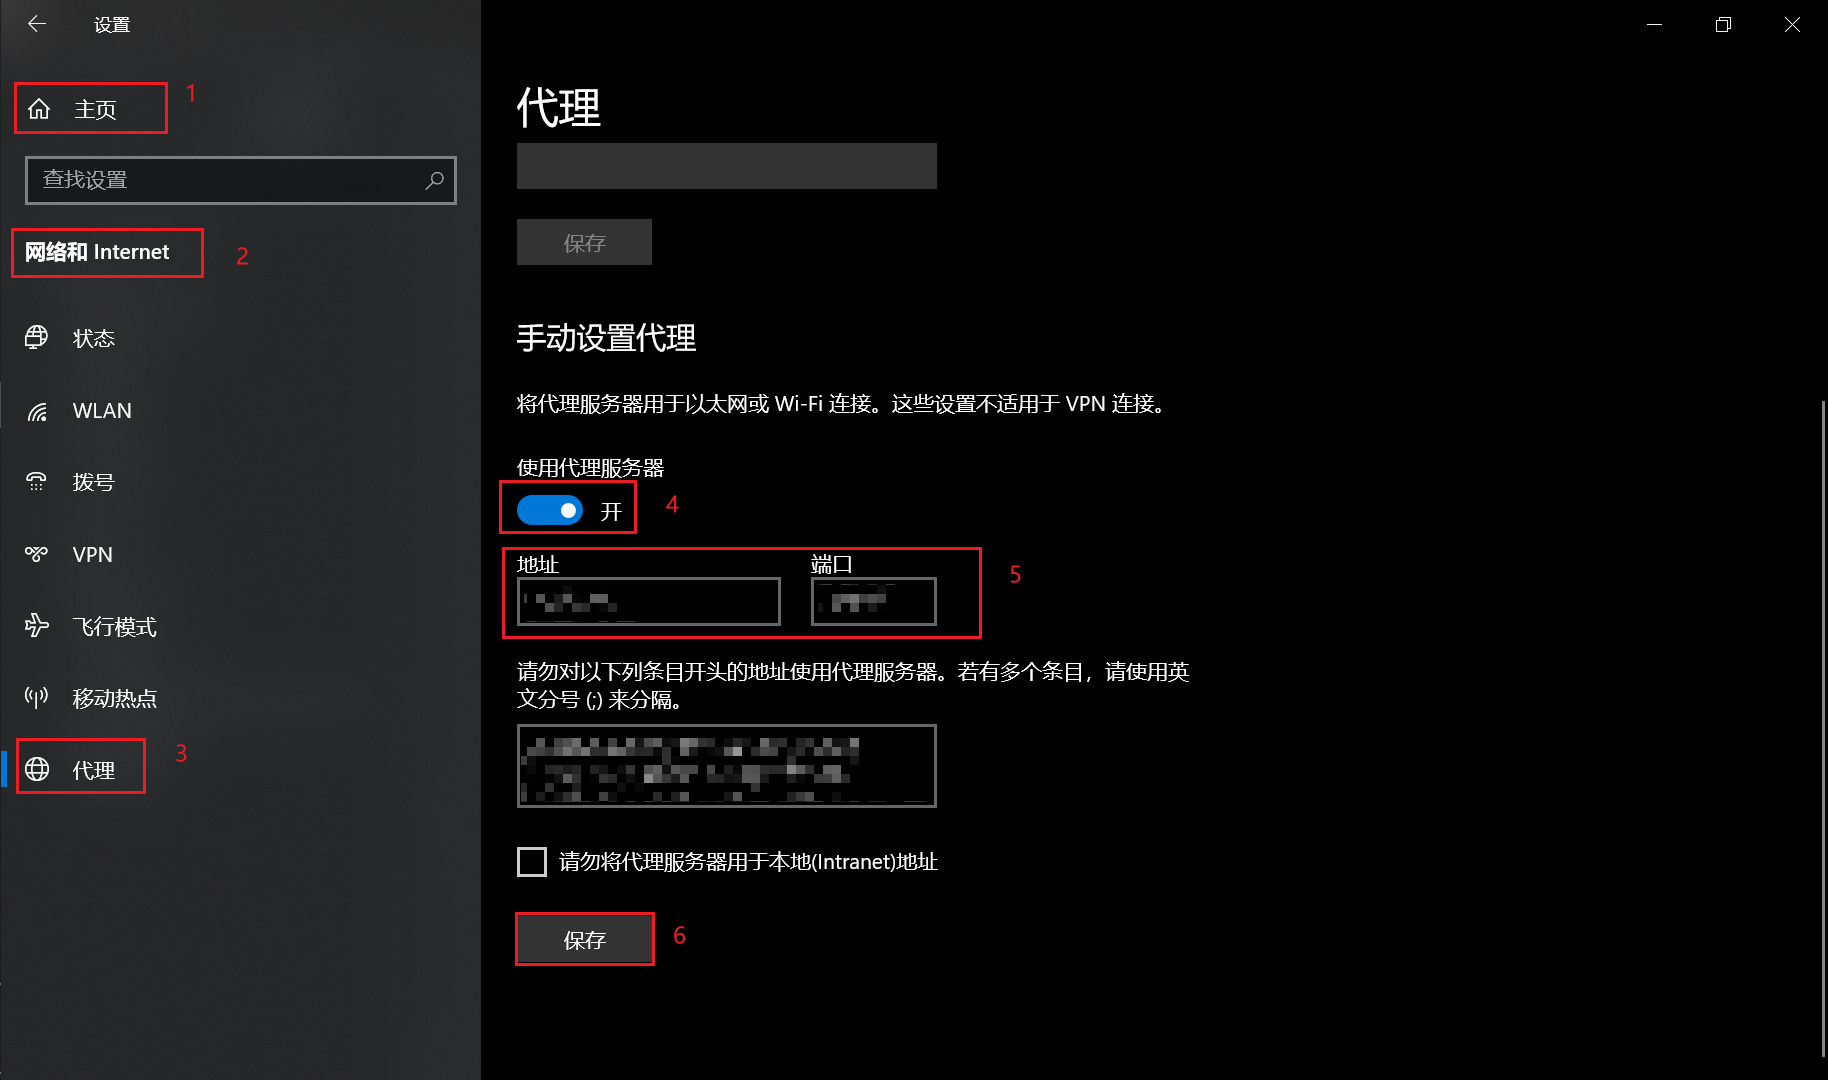 设置
主页
1
查找设置
网络和 Internet
2
状态
WLAN
拨号
VPN
飞行模式
移动热点
代理
3
代理
保存
手动设置代理
将代理服务器用于以太网或 Wi-Fi 连接。这些设置不适用于 VPN 连接。
使用代理服务器
开
4
地址 端口
5
请勿对以下列条目开头的地址使用代理服务器。若有多个条目，请使用英
文分号 (;) 来分隔。
请勿将代理服务器用于本地(Intranet)地址
保存
6